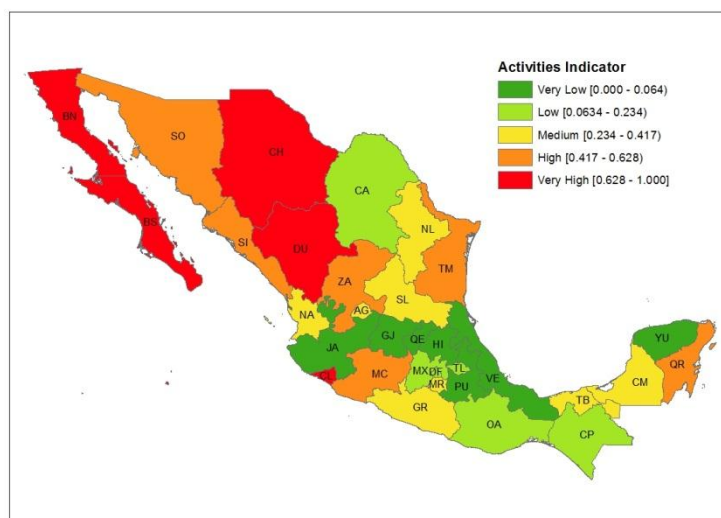 Activities Indicator
Very Low [0.000 - 0.064)
Low [0.0634 - 0.234)
Medium [0.234 - 0.417)
High [0.417 - 0.628)
Very High [0.628 - 1.000]
BN
SO
CH
CA
BS
NL
SI
DU
TM
ZA
SL
NA
AG
JA
GJ
QE
HI
YU
CL
MC
MX
DF
TL
MR
PU
VE
QR
CM
TB
GR
OA
CP